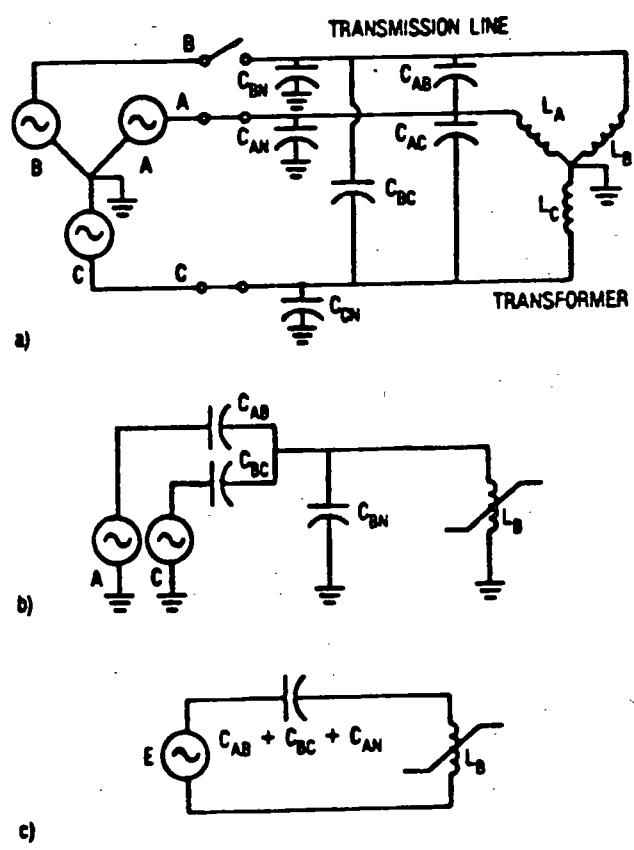 TRANSMISSION LINE
B
C_BN
C_AB
A
C_AN
C_AC
L_A
L_B
B
A
C_BC
L_C
C
C
C_CN
TRANSFORMER
a)
C_AB
C_BC
C_BN
L_B
A
C
b)
E
C_AB + C_BC + C_AN
L_B
c)